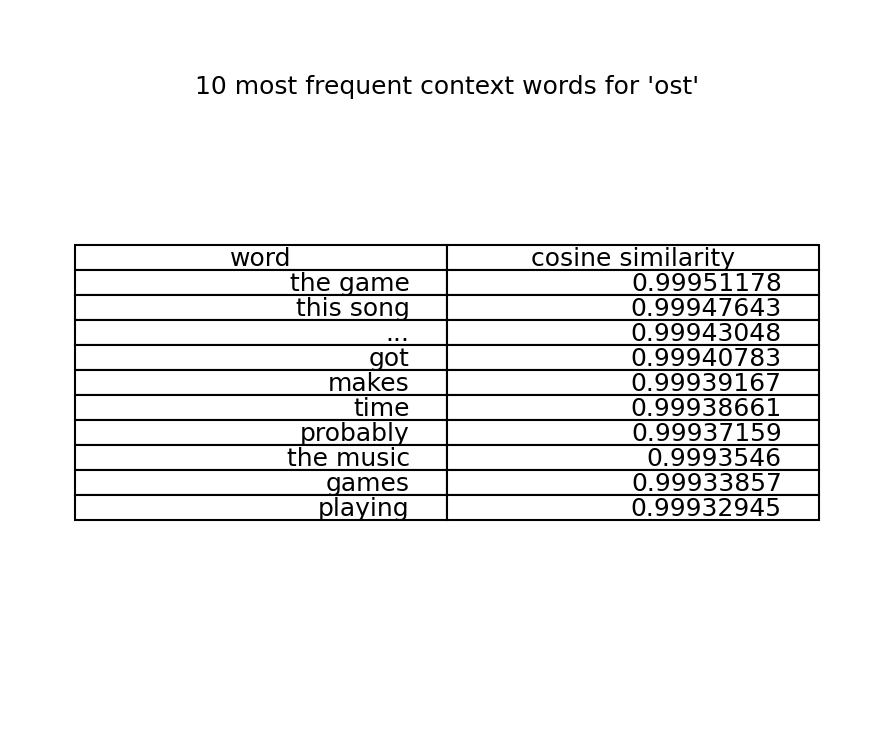 10 most frequent context words for 'ost'
word cosine similarity
the game 0.99951178
this song 0.99947643
... 0.99943048
got 0.99940783
makes 0.99939167
time 0.99938661
probably 0.99937159
the music 0.9993546
games 0.99933857
playing 0.99932945